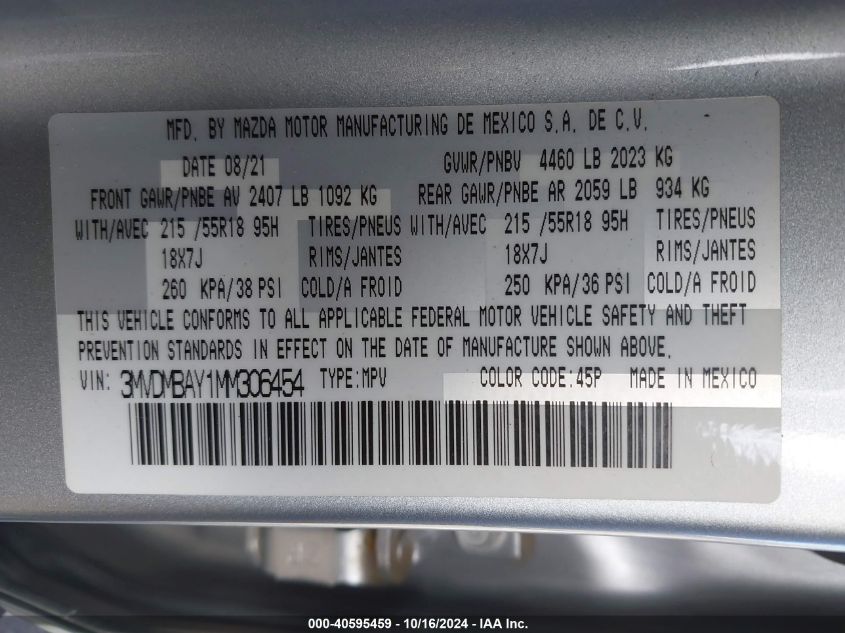 MFD. BY MAZDA MOTOR MANUFACTURING DE MEXICO S.A. DE C.V.
DATE 08/21 GVWR/PNBV 4460 LB 2023 KG
FRONT GAWR/PNBE AV 2407 LB 1092 KG REAR GAWR/PNBE AR 2059 LB 934 KG
WITH/AVEC 215 /55R18 95H TIRES/PNEUS WITH/AVEC 215 /55R18 95H TIRES/PNEUS
18X7J RIMS/JANTES 18X7J RIMS/JANTES
260 KPA/38 PSI COLD/A FROID 250 KPA/36 PSI COLD/A FROID
THIS VEHICLE CONFORMS TO ALL APPLICABLE FEDERAL MOTOR VEHICLE SAFETY AND THEFT
PREVENTION STANDARDS IN EFFECT ON THE DATE OF MANUFACTURE SHOWN ABOVE.
VIN: 3MVDMBAY1MM306454 TYPE:MPV COLOR CODE:45P MADE IN MEXICO
000-40595459 - 10/16/2024 - IAA Inc.